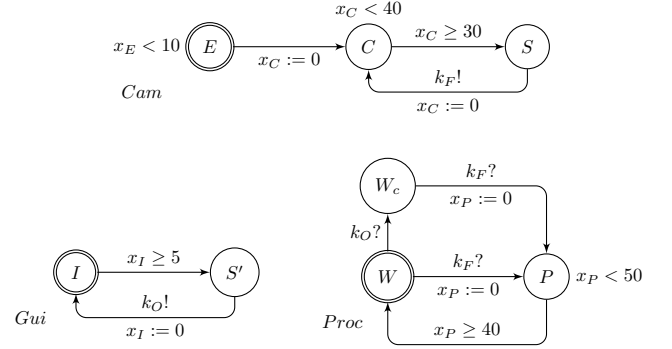 x_C < 40
x_E < 10
E
x_C := 0
C
x_C ≥ 30
S
k_F!
x_C := 0
Cam
W_c
k_F?
x_P := 0
k_O?
I
x_I ≥ 5
S′
k_O!
x_I := 0
Gui
W
k_F?
x_P := 0
P
x_P < 50
Proc
x_P ≥ 40